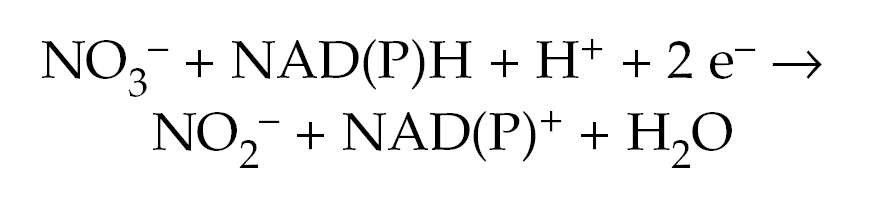 NO₃⁻ + NAD(P)H + H⁺ + 2 e⁻ →
NO₂⁻ + NAD(P)⁺ + H₂O